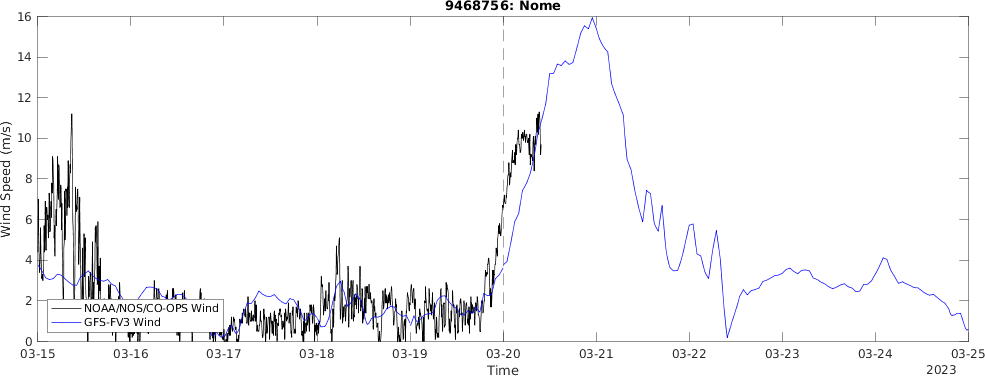 9468756: Nome
16
14
12
10
8
6
4
2
0
Wind Speed (m/s)
NOAA/NOS/CO-OPS Wind
GFS-FV3 Wind
03-15 03-16 03-17 03-18 03-19 03-20 03-21 03-22 03-23 03-24 03-25
Time
2023